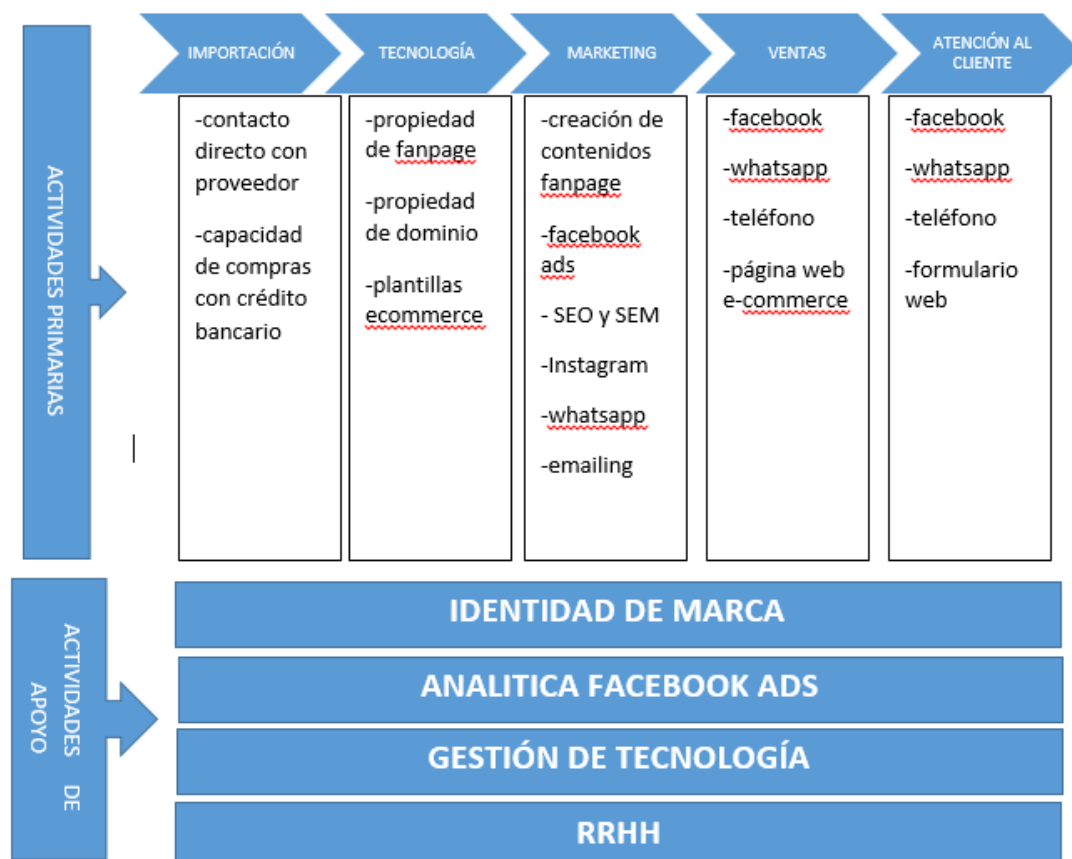 IMPORTACIÓN
TECNOLOGÍA
MARKETING
VENTAS
ATENCIÓN AL
CLIENTE
ACTIVIDADES PRIMARIAS
-contacto
directo con
proveedor
-capacidad
de compras
con crédito
bancario
-propiedad
de fanpage
-propiedad
de dominio
-plantillas
ecommerce
-creación de
contenidos
fanpage
-facebook
ads
- SEO y SEM
-Instagram
-whatsapp
-emailing
-facebook
-whatsapp
-teléfono
-página web
e-commerce
-facebook
-whatsapp
-teléfono
-formulario
web
ACTIVIDADES DE
APOYO
IDENTIDAD DE MARCA
ANALITICA FACEBOOK ADS
GESTIÓN DE TECNOLOGÍA
RRHH